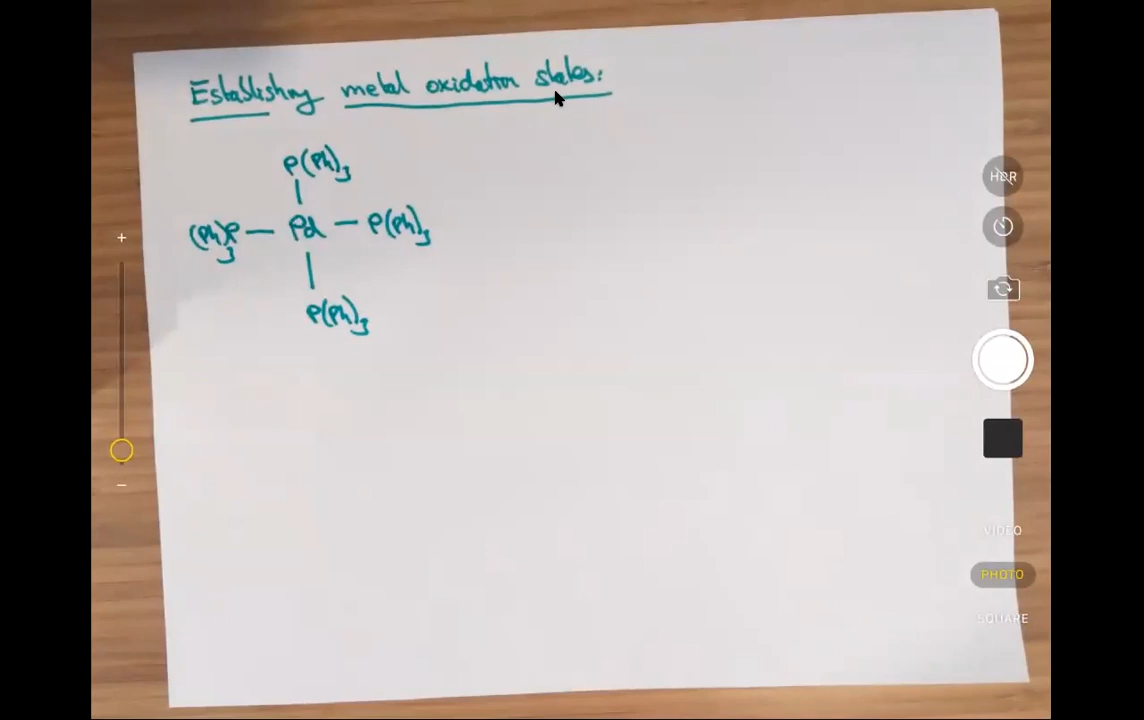 Establishing metal oxidation states:
P(Ph)3
(Ph)3P — Pd — P(Ph)3
P(Ph)3
HDR
VIDEO
PHOTO
SQUARE